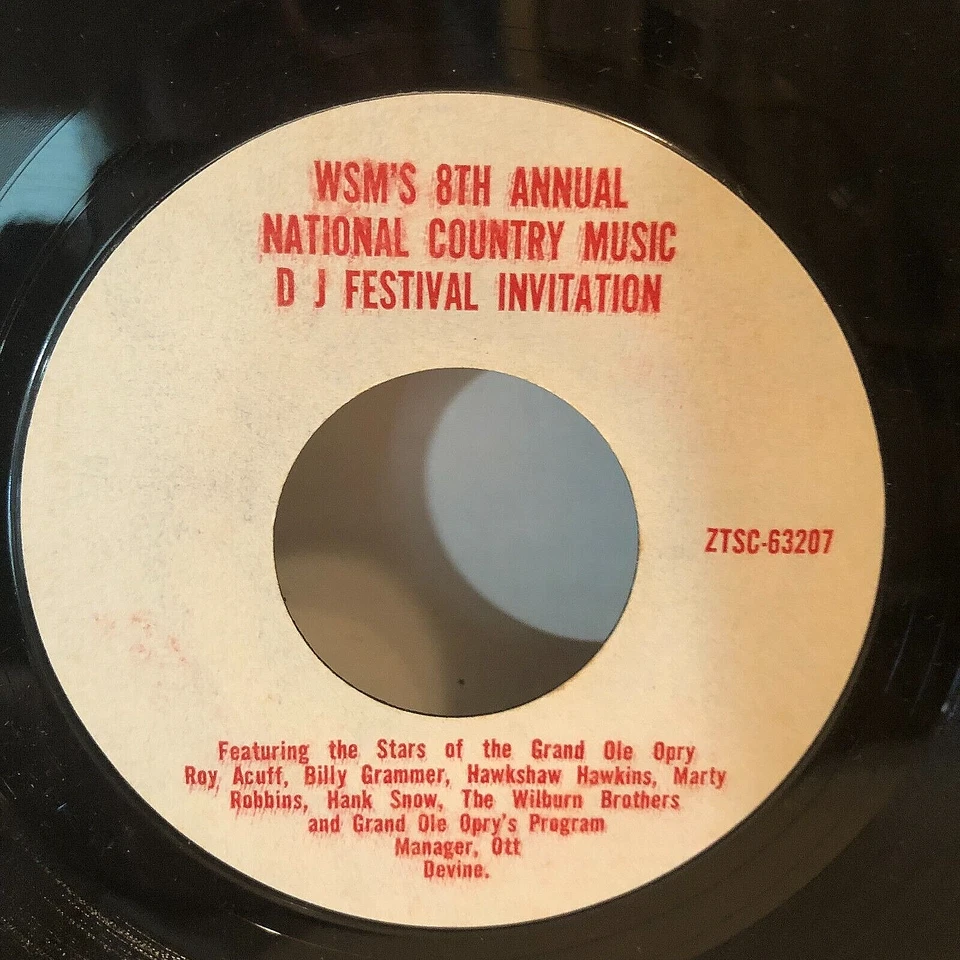 WSM'S 8TH ANNUAL
NATIONAL COUNTRY MUSIC
D J FESTIVAL INVITATION
ZTSC-63207
Featuring the Stars of the Grand Ole Opry
Roy Acuff, Billy Grammer, Hawkshaw Hawkins, Marty
Robbins, Hank Snow, The Wilburn Brothers
and Grand Ole Opry's Program
Manager, Ott
Devine.